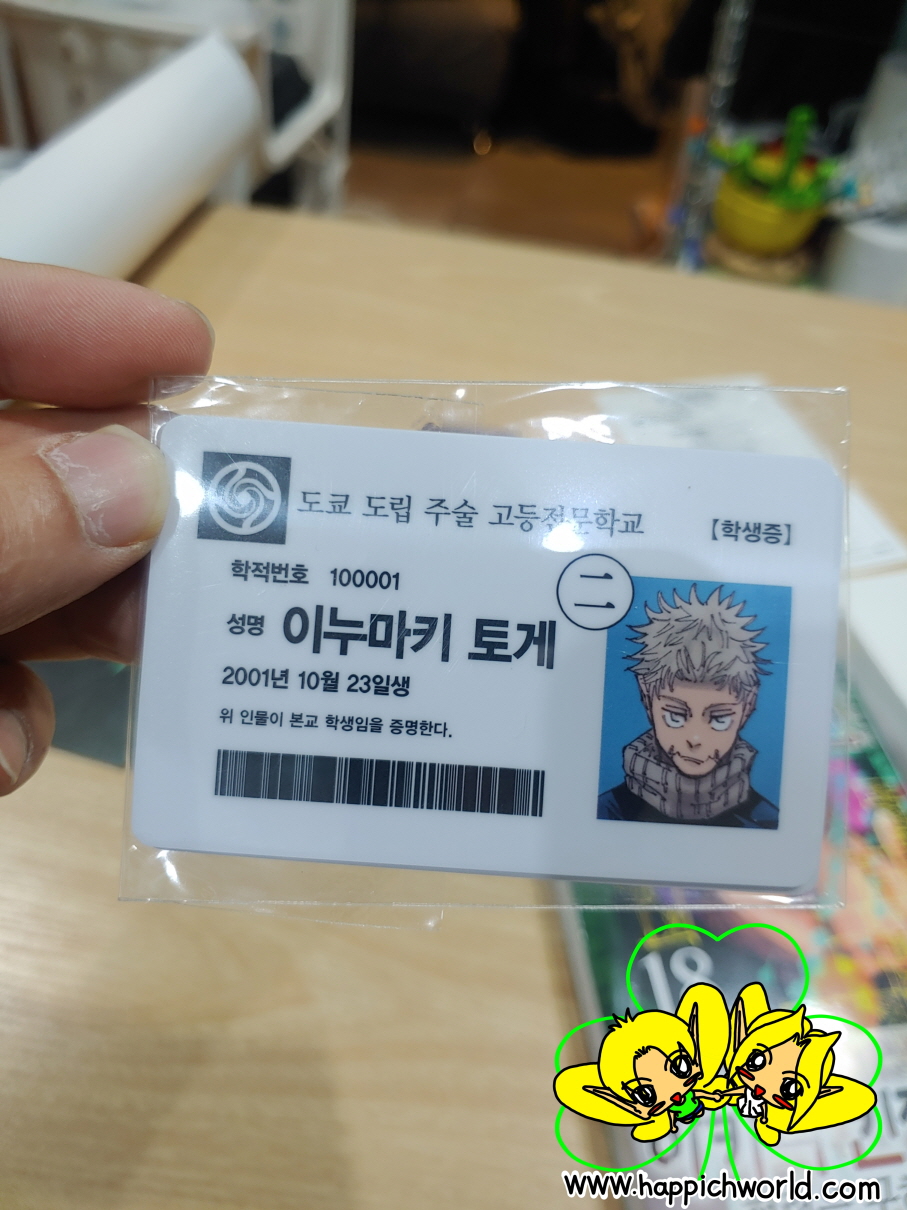 도쿄 도립 주술 고등전문학교
【학생증】
학적번호 100001
二
성명 이누마키 토게
2001년 10월 23일생
위 인물이 본교 학생임을 증명한다.
18
www.happichworld.com